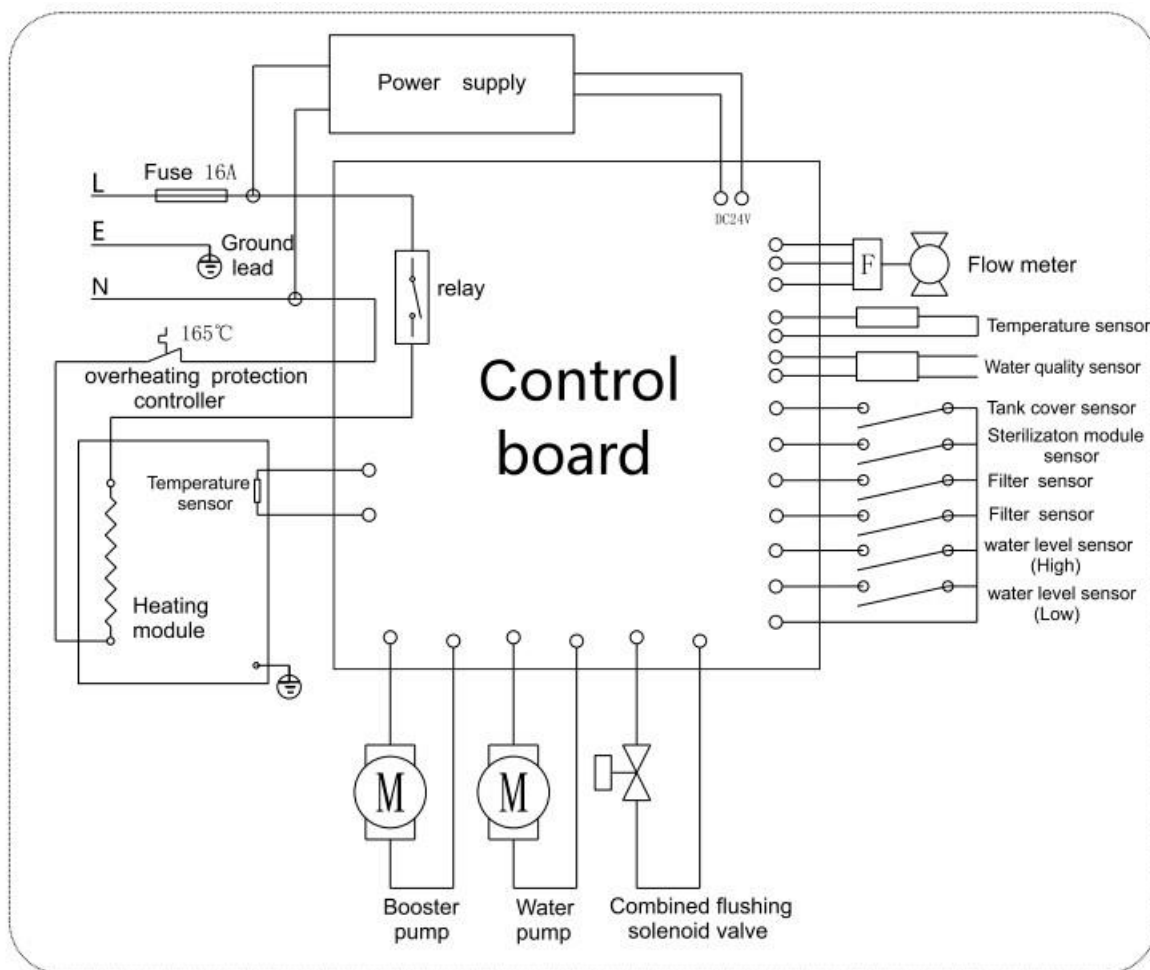 Power supply
Fuse 16A
L
DC24V
E
Ground
lead
N
relay
165℃
overheating protection
controller
Control
board
F
Flow meter
Temperature sensor
Water quality sensor
Tank cover sensor
Sterilizaton module
sensor
Filter sensor
Filter sensor
water level sensor
(High)
water level sensor
(Low)
Temperature
sensor
Heating
module
M
M
Booster
pump
Water
pump
Combined flushing
solenoid valve